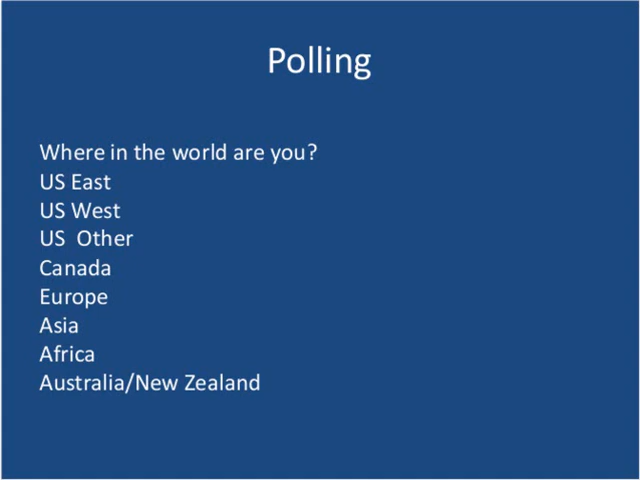 Polling
Where in the world are you?
US East
US West
US  Other
Canada
Europe
Asia
Africa
Australia/New Zealand